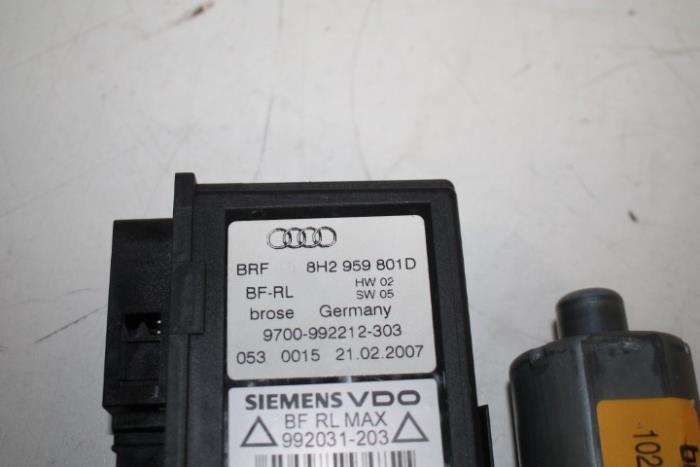 BRF 8H2 959 801D
BF-RL HW 02
SW 05
brose Germany
9700-992212-303
053 0015 21.02.2007
SIEMENS VDO
BF RL MAX
992031-203
102